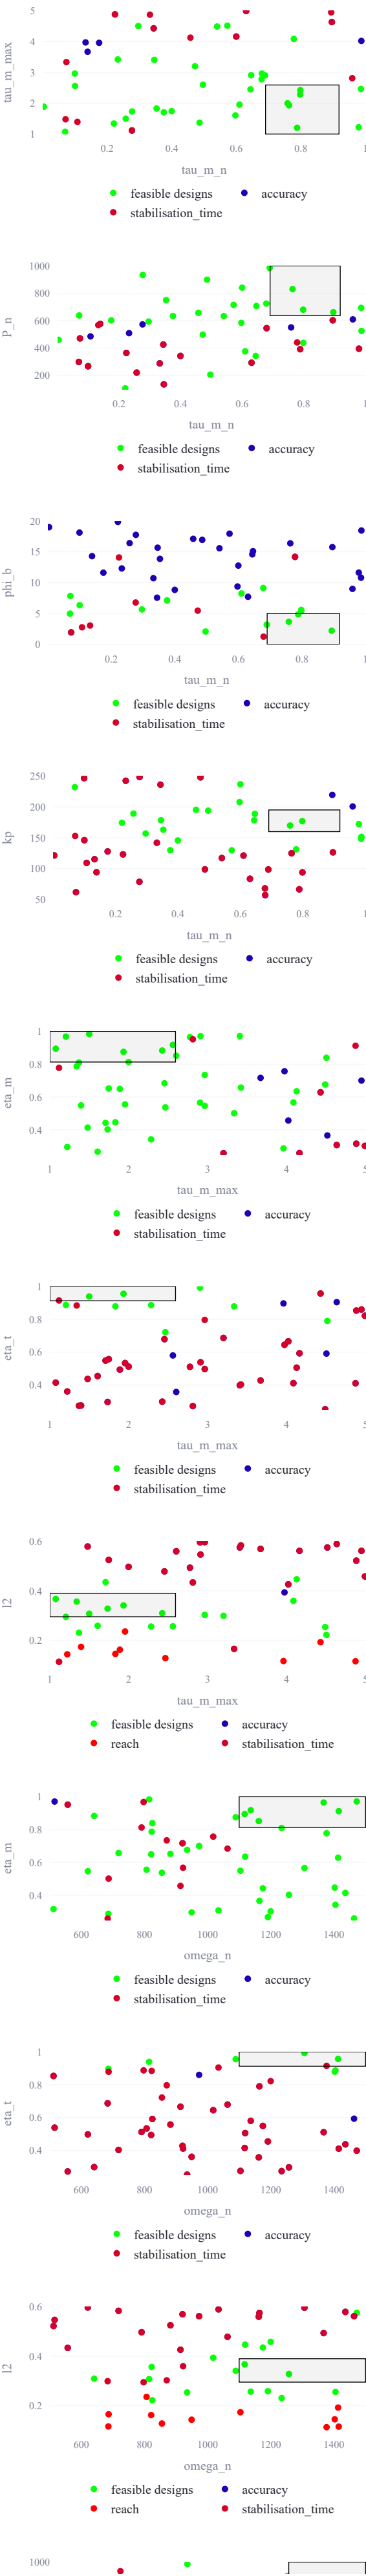 5
4
3
2
1
tau_m_max
0.2
0.4
0.6
0.8
1
tau_m_n
feasible designs
accuracy
stabilisation_time
1000
800
600
400
200
P_n
0.2
0.4
0.6
0.8
1
tau_m_n
feasible designs
accuracy
stabilisation_time
20
15
10
5
0
phi_b
0.2
0.4
0.6
0.8
1
tau_m_n
feasible designs
accuracy
stabilisation_time
250
200
150
100
50
kp
0.2
0.4
0.6
0.8
1
tau_m_n
feasible designs
accuracy
stabilisation_time
1
0.8
0.6
0.4
eta_m
1
2
3
4
5
tau_m_max
feasible designs
accuracy
stabilisation_time
1
0.8
0.6
0.4
eta_t
1
2
3
4
5
tau_m_max
feasible designs
accuracy
stabilisation_time
0.6
0.4
0.2
l2
1
2
3
4
5
tau_m_max
feasible designs
accuracy
reach
stabilisation_time
1
0.8
0.6
0.4
eta_m
600
800
1000
1200
1400
omega_n
feasible designs
accuracy
stabilisation_time
1
0.8
0.6
0.4
eta_t
600
800
1000
1200
1400
omega_n
feasible designs
accuracy
stabilisation_time
0.6
0.4
0.2
l2
600
800
1000
1200
1400
omega_n
feasible designs
accuracy
reach
stabilisation_time
1000